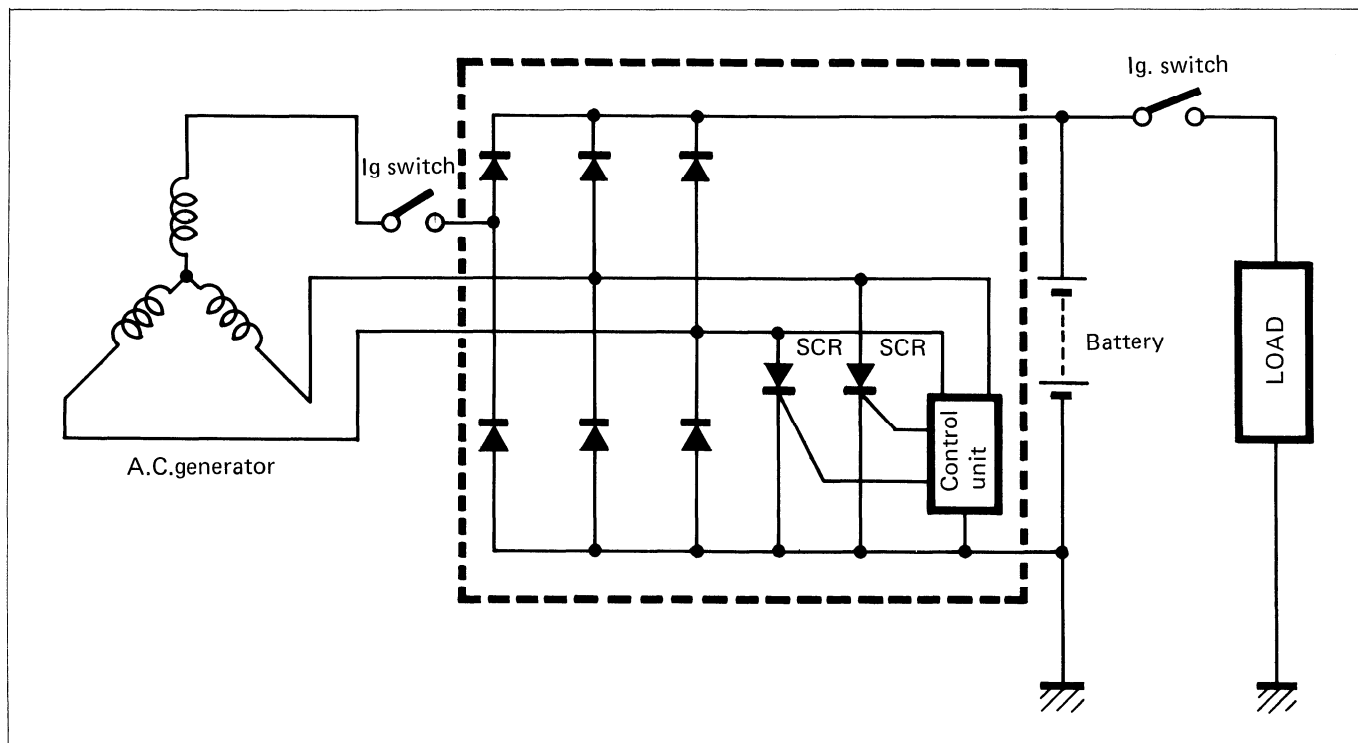 Ig. switch
Ig switch
SCR
SCR
Battery
LOAD
Control
unit
A.C.generator